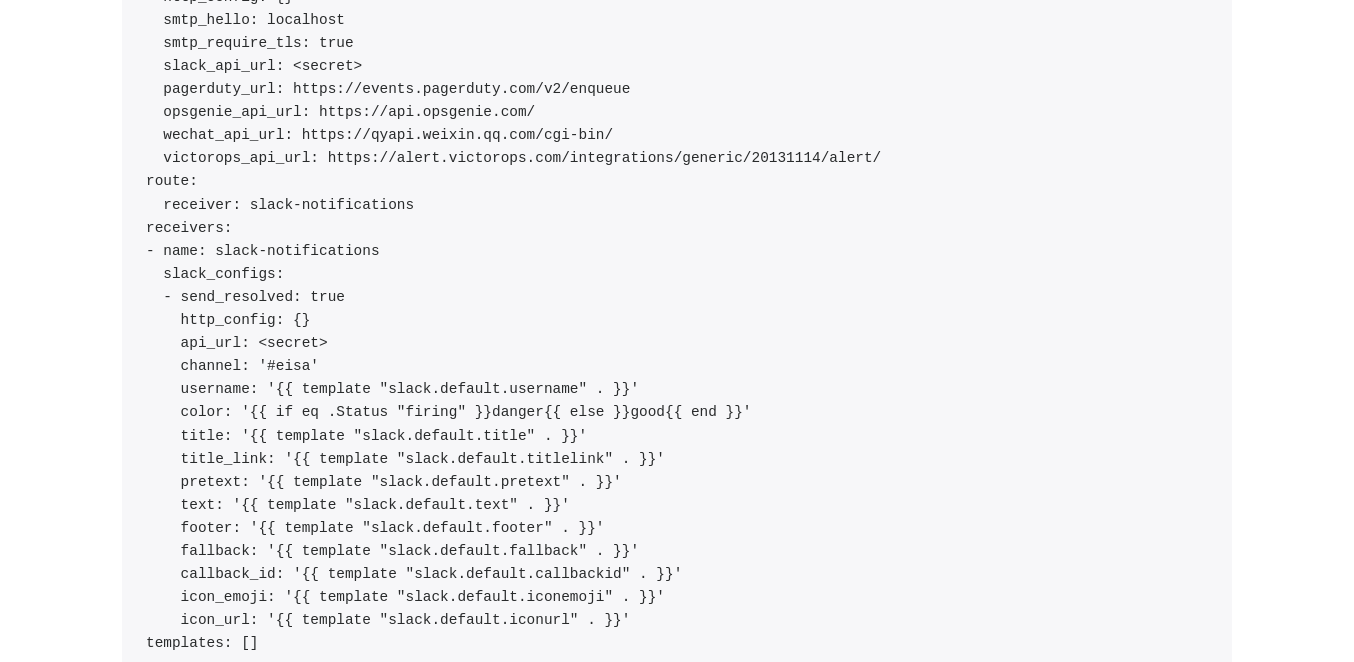 http_config: {}
smtp_hello: localhost
smtp_require_tls: true
slack_api_url: <secret>
pagerduty_url: https://events.pagerduty.com/v2/enqueue
opsgenie_api_url: https://api.opsgenie.com/
wechat_api_url: https://qyapi.weixin.qq.com/cgi-bin/
victorops_api_url: https://alert.victorops.com/integrations/generic/20131114/alert/
route:
receiver: slack-notifications
receivers:
- name: slack-notifications
slack_configs:
- send_resolved: true
http_config: {}
api_url: <secret>
channel: '#eisa'
username: '{{ template "slack.default.username" . }}'
color: '{{ if eq .Status "firing" }}danger{{ else }}good{{ end }}'
title: '{{ template "slack.default.title" . }}'
title_link: '{{ template "slack.default.titlelink" . }}'
pretext: '{{ template "slack.default.pretext" . }}'
text: '{{ template "slack.default.text" . }}'
footer: '{{ template "slack.default.footer" . }}'
fallback: '{{ template "slack.default.fallback" . }}'
callback_id: '{{ template "slack.default.callbackid" . }}'
icon_emoji: '{{ template "slack.default.iconemoji" . }}'
icon_url: '{{ template "slack.default.iconurl" . }}'
templates: []